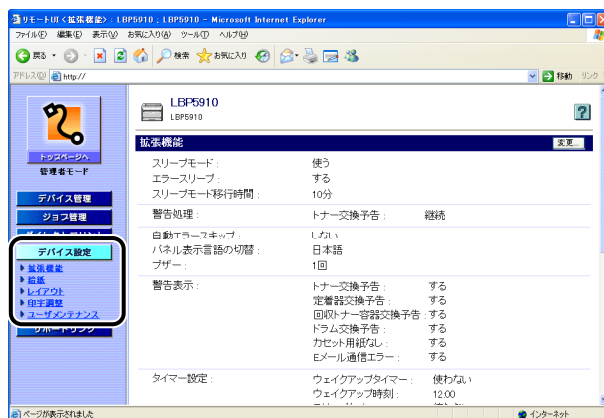 リモートUI <拡張機能> : LBP5910 ; LBP5910 - Microsoft Internet Explorer
ファイル(F) 編集(E) 表示(V) お気に入り(A) ツール(T) ヘルプ(H)
戻る 検索 お気に入り
アドレス(D) http:// 移動 リンク
LBP5910
LBP5910
トップページへ
管理者モード
デバイス管理
ジョブ管理
デバイス設定
拡張機能
給紙
レイアウト
印字調整
ユーザメンテナンス
サポートリンク
拡張機能 変更...
スリープモード : 使う
エラースリープ : する
スリープモード移行時間 : 10分
警告処理 : トナー交換予告 : 継続
自動エラースキップ : しない
パネル表示言語の切替 : 日本語
ブザー : 1回
警告表示 : トナー交換予告 : する
定着器交換予告 : する
回収トナー容器交換予告 : する
ドラム交換予告 : する
カセット用紙なし : する
Eメール通信エラー : する
タイマー設定 : ウェイクアップタイマー : 使わない
ウェイクアップ時刻 : 12:00
ページが表示されました インターネット